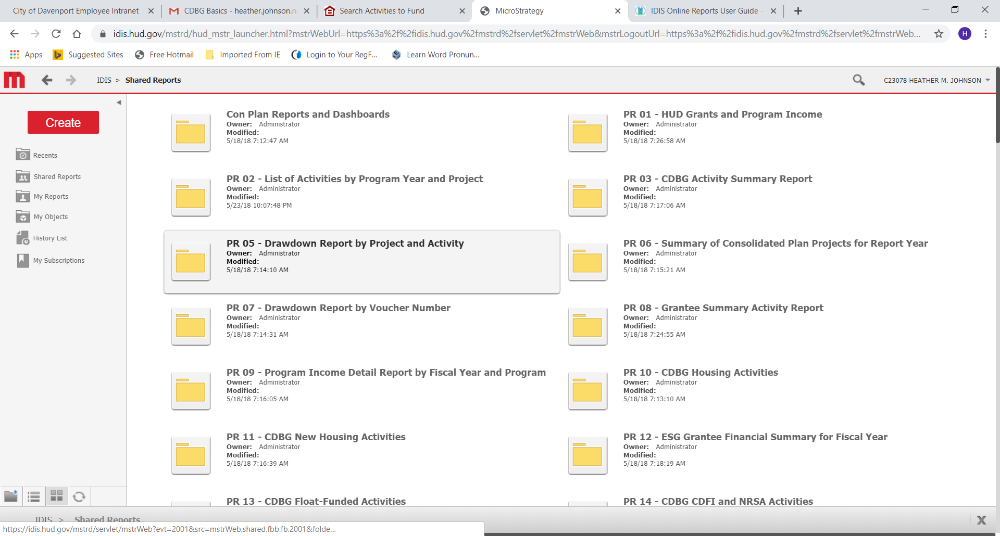 City of Davenport Employee Intranet
CDBG Basics - heather.johnson.n
Search Activities to Fund
MicroStrategy
IDIS Online Reports User Guide -
idis.hud.gov/mstrd/hud_mstr_launcher.html?mstrWebUrl=https%3a%2f%2fidis.hud.gov%2fmstrd%2fservlet%2fmstrWeb&mstrLogoutUrl=https%3a%2f%2fidis.hud.gov%2fmstrd%2fservlet%2fmstrWeb...
H
Apps
Suggested Sites
Free Hotmail
Imported From IE
Login to Your RegF...
Learn Word Pronun...
IDIS > Shared Reports
C23078 HEATHER M. JOHNSON
Create
Recents
Shared Reports
My Reports
My Objects
History List
My Subscriptions
Con Plan Reports and Dashboards
Owner: Administrator
Modified:
5/18/18 7:12:47 AM
PR 01 - HUD Grants and Program Income
Owner: Administrator
Modified:
5/18/18 7:26:58 AM
PR 02 - List of Activities by Program Year and Project
Owner: Administrator
Modified:
5/23/18 10:07:48 PM
PR 03 - CDBG Activity Summary Report
Owner: Administrator
Modified:
5/18/18 7:17:06 AM
PR 05 - Drawdown Report by Project and Activity
Owner: Administrator
Modified:
5/18/18 7:14:10 AM
PR 06 - Summary of Consolidated Plan Projects for Report Year
Owner: Administrator
Modified:
5/18/18 7:15:21 AM
PR 07 - Drawdown Report by Voucher Number
Owner: Administrator
Modified:
5/18/18 7:14:31 AM
PR 08 - Grantee Summary Activity Report
Owner: Administrator
Modified:
5/18/18 7:24:55 AM
PR 09 - Program Income Detail Report by Fiscal Year and Program
Owner: Administrator
Modified:
5/18/18 7:16:05 AM
PR 10 - CDBG Housing Activities
Owner: Administrator
Modified:
5/18/18 7:13:10 AM
PR 11 - CDBG New Housing Activities
Owner: Administrator
Modified:
5/18/18 7:16:39 AM
PR 12 - ESG Grantee Financial Summary for Fiscal Year
Owner: Administrator
Modified:
5/18/18 7:18:19 AM
PR 13 - CDBG Float-Funded Activities
PR 14 - CDBG CDFI and NRSA Activities
IDIS > Shared Reports
X
https://idis.hud.gov/mstrd/servlet/mstrWeb?evt=2001&src=mstrWeb.shared.fbb.fb.2001&folde...